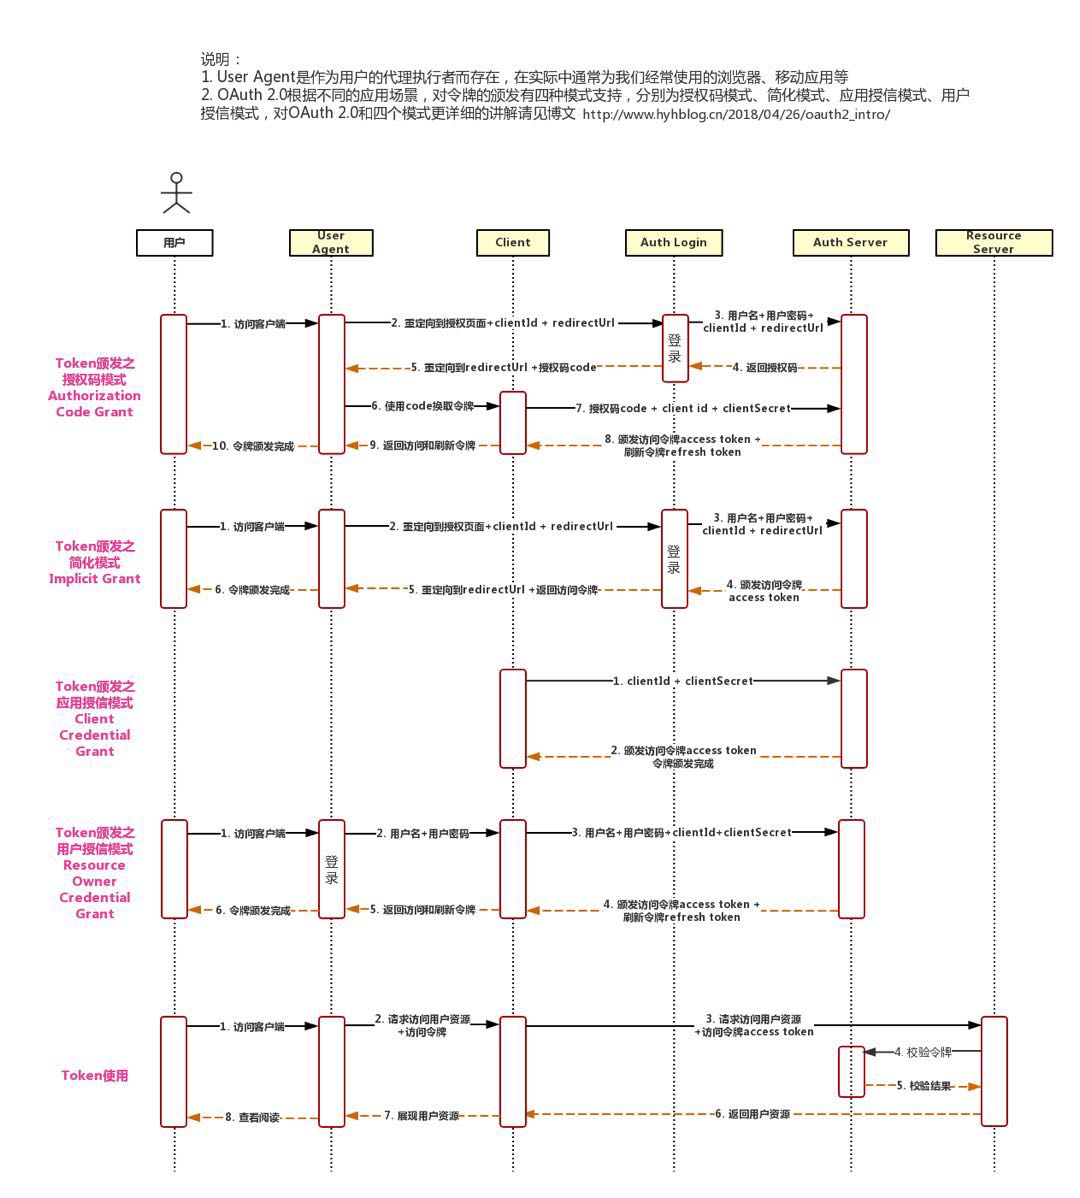 说明：
1. User Agent是作为用户的代理执行者而存在，在实际中通常为我们经常使用的浏览器、移动应用等
2. OAuth 2.0根据不同的应用场景，对令牌的颁发有四种模式支持，分别为授权码模式、简化模式、应用授信模式、用户
授信模式，对OAuth 2.0和四个模式更详细的讲解请见博文 http://www.hyhblog.cn/2018/04/26/oauth2_intro/
用户
User
Agent
Client
Auth Login
Auth Server
Resource
Server
Token颁发之
授权码模式
Authorization
Code Grant
1. 访问客户端
2. 重定向到授权页面+clientId + redirectUrl
登
录
3. 用户名+用户密码+
clientId + redirectUrl
4. 返回授权码
5. 重定向到redirectUrl +授权码code
6. 使用code换取令牌
7. 授权码code + client id + clientSecret
8. 颁发访问令牌access token +
刷新令牌refresh token
9. 返回访问和刷新令牌
10. 令牌颁发完成
Token颁发之
简化模式
Implicit Grant
1. 访问客户端
2. 重定向到授权页面+clientId + redirectUrl
登
录
3. 用户名+用户密码+
clientId + redirectUrl
4. 颁发访问令牌
access token
5. 重定向到redirectUrl +返回访问令牌
6. 令牌颁发完成
Token颁发之
应用授信模式
Client
Credential
Grant
1. clientId + clientSecret
2. 颁发访问令牌access token
令牌颁发完成
Token颁发之
用户授信模式
Resource
Owner
Credential
Grant
1. 访问客户端
登
录
2. 用户名+用户密码
3. 用户名+用户密码+clientId+clientSecret
4. 颁发访问令牌access token +
刷新令牌refresh token
5. 返回访问和刷新令牌
6. 令牌颁发完成
Token使用
1. 访问客户端
2. 请求访问用户资源
+访问令牌
3. 请求访问用户资源
+访问令牌access token
4. 校验令牌
5. 校验结果
6. 返回用户资源
7. 展现用户资源
8. 查看阅读